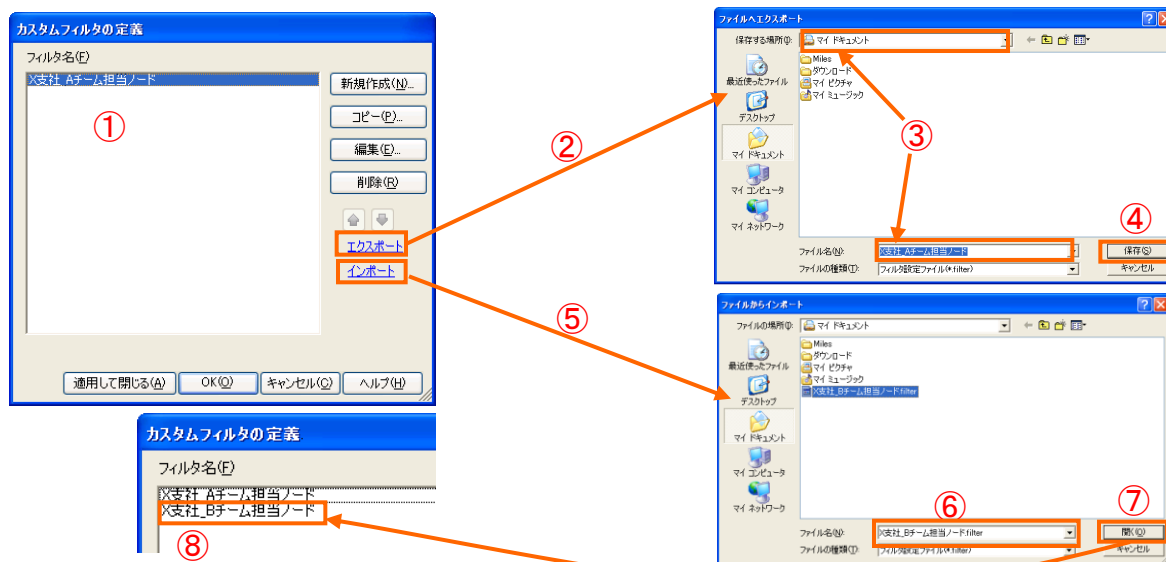 カスタムフィルタの定義
フィルタ名(F)
X支社_Aチーム担当ノード
①
新規作成(N)...
コピー(P)...
編集(E)...
削除(R)
エクスポート
インポート
適用して閉じる(A)
OK(O)
キャンセル(C)
ヘルプ(H)
②
⑤
ファイルへエクスポート
保存する場所(I):
マイ ドキュメント
最近使ったファイル
デスクトップ
マイ ドキュメント
マイ コンピュータ
マイ ネットワーク
Miles
ダウンロード
マイ ピクチャ
マイ ミュージック
③
④
ファイル名(N):
X支社_Aチーム担当ノード
保存(S)
ファイルの種類(T):
フィルタ設定ファイル(*.filter)
キャンセル
ファイルからインポート
ファイルの場所(I):
マイ ドキュメント
最近使ったファイル
デスクトップ
マイ ドキュメント
マイ コンピュータ
マイ ネットワーク
Miles
ダウンロード
マイ ピクチャ
マイ ミュージック
X支社_Bチーム担当ノード.filter
⑥
⑦
ファイル名(N):
X支社_Bチーム担当ノード.filter
開く(O)
ファイルの種類(T):
フィルタ設定ファイル(*.filter)
キャンセル
カスタムフィルタの定義
フィルタ名(F)
X支社_Aチーム担当ノード
X支社_Bチーム担当ノード
⑧